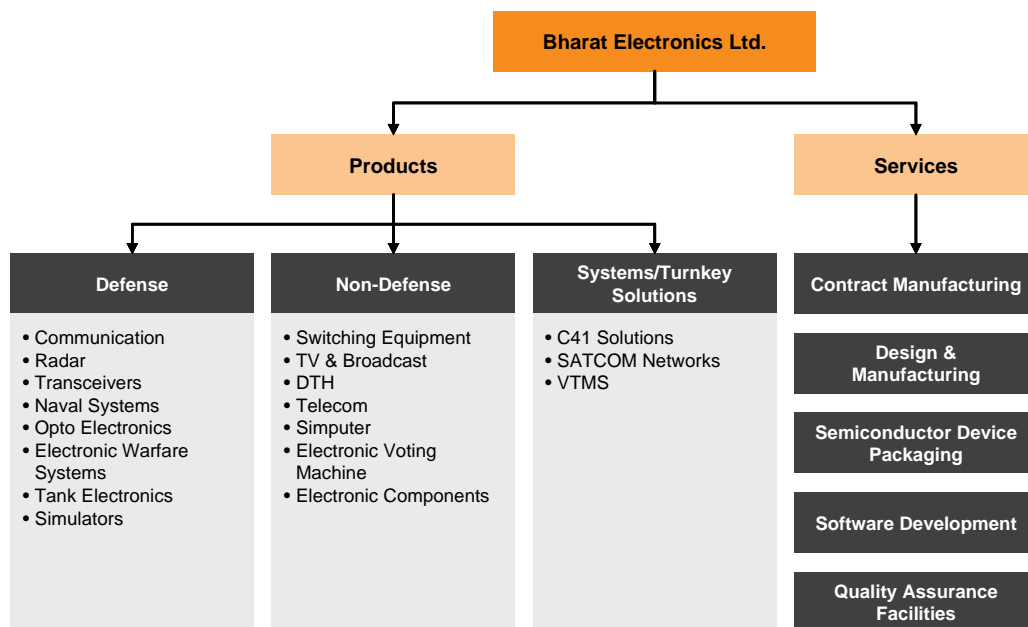 Bharat Electronics Ltd.
Products
Services
Defense
• Communication
• Radar
• Transceivers
• Naval Systems
• Opto Electronics
• Electronic Warfare
Systems
• Tank Electronics
• Simulators
Non-Defense
• Switching Equipment
• TV & Broadcast
• DTH
• Telecom
• Simputer
• Electronic Voting
Machine
• Electronic Components
Systems/Turnkey
Solutions
• C41 Solutions
• SATCOM Networks
• VTMS
Contract Manufacturing
Design &
Manufacturing
Semiconductor Device
Packaging
Software Development
Quality Assurance
Facilities